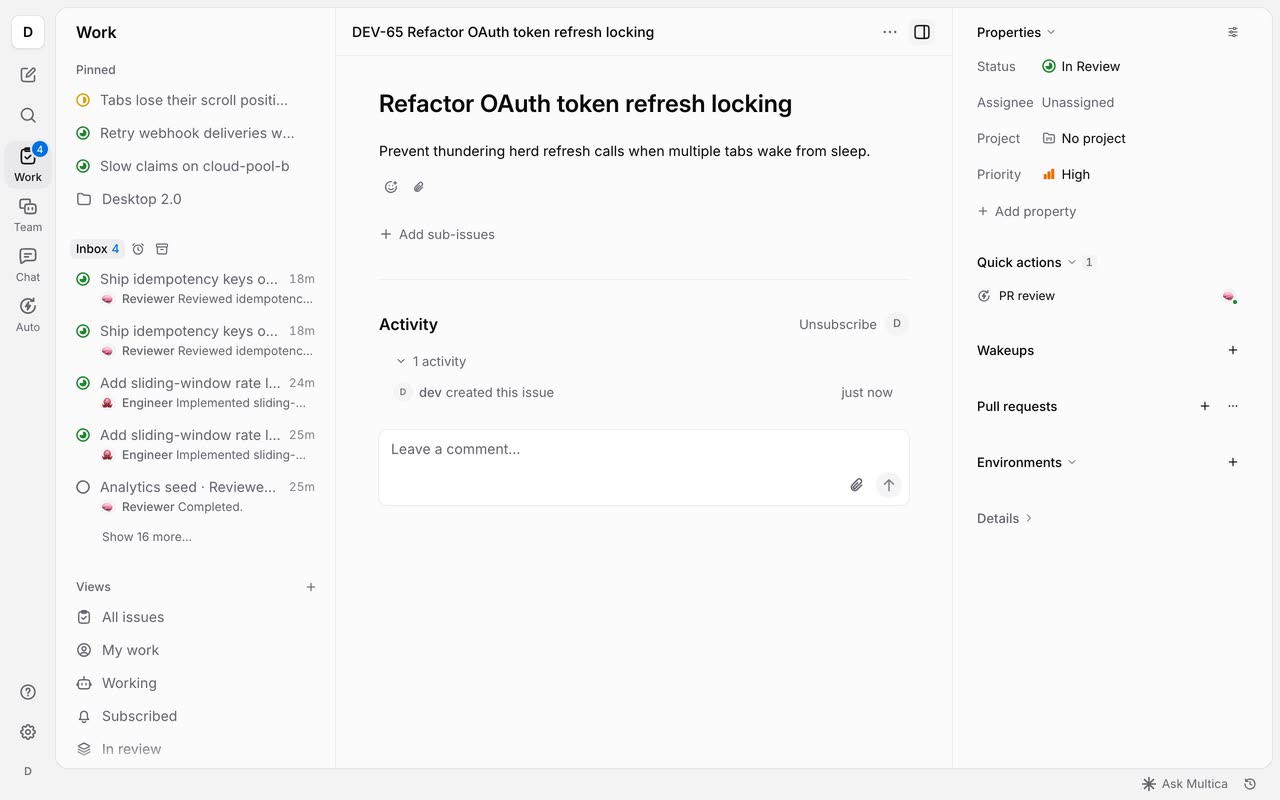 D
Work
4
Work
Team
Chat
Auto
D
Pinned
Tabs lose their scroll positi...
Retry webhook deliveries w...
Slow claims on cloud-pool-b
Desktop 2.0
Inbox 4
Ship idempotency keys o... 18m
Reviewer Reviewed idempotenc...
Ship idempotency keys o... 18m
Reviewer Reviewed idempotenc...
Add sliding-window rate l... 24m
Engineer Implemented sliding-...
Add sliding-window rate l... 25m
Engineer Implemented sliding-...
Analytics seed · Reviewe... 25m
Reviewer Completed.
Show 16 more...
Views
All issues
My work
Working
Subscribed
In review
DEV-65 Refactor OAuth token refresh locking
Refactor OAuth token refresh locking
Prevent thundering herd refresh calls when multiple tabs wake from sleep.
Add sub-issues
Activity
Unsubscribe D
1 activity
D dev created this issue just now
Leave a comment...
Properties
Status In Review
Assignee Unassigned
Project No project
Priority High
Add property
Quick actions 1
PR review
Wakeups
Pull requests
Environments
Details
Ask Multica